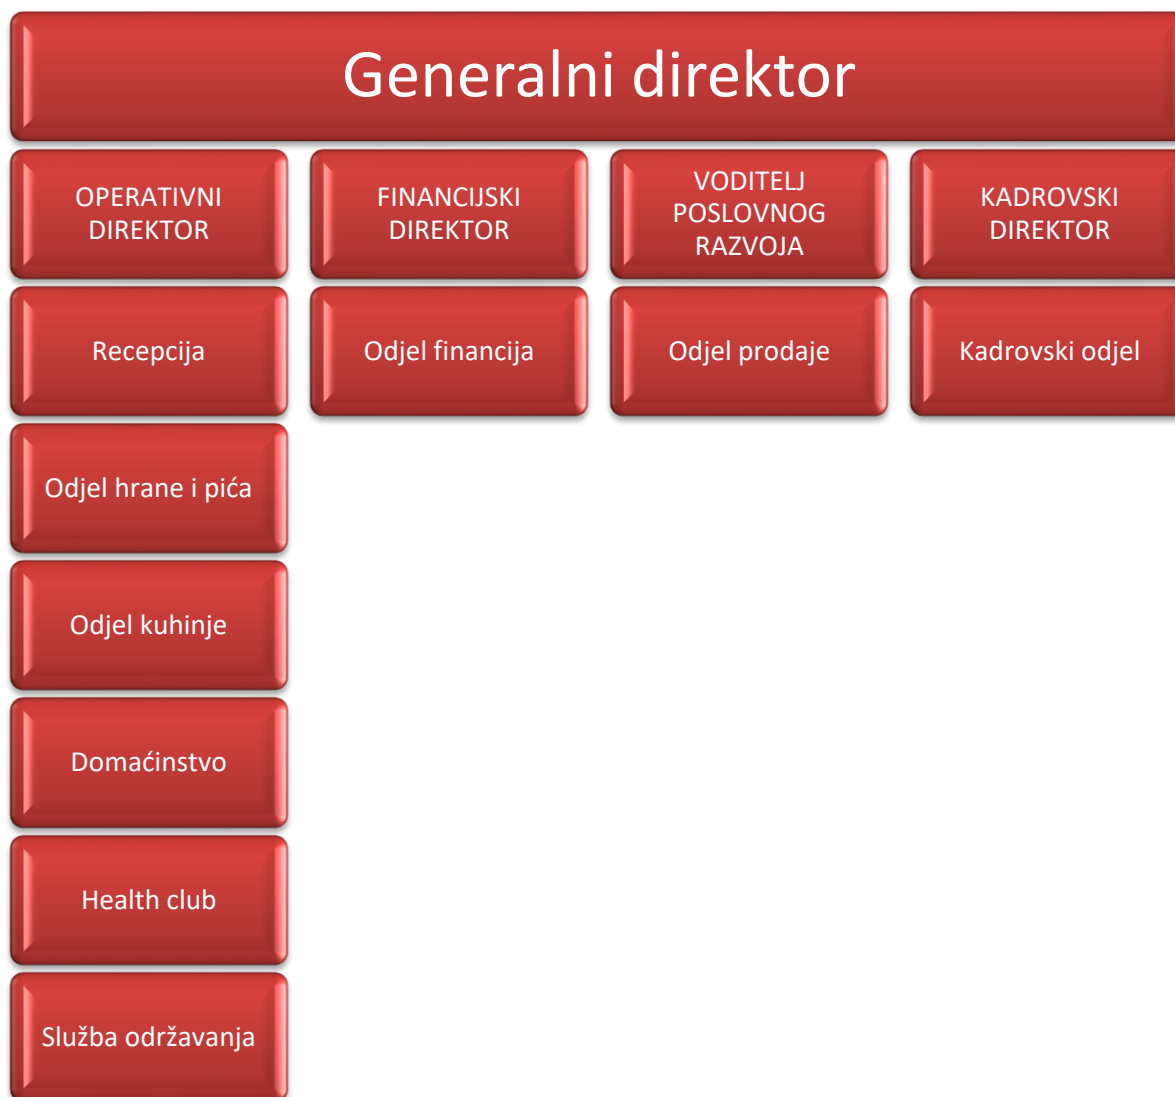 Generalni direktor
OPERATIVNI
DIREKTOR
FINANCIJSKI
DIREKTOR
VODITELJ
POSLOVNOG
RAZVOJA
KADROVSKI
DIREKTOR
Recepcija
Odjel financija
Odjel prodaje
Kadrovski odjel
Odjel hrane i pića
Odjel kuhinje
Domaćinstvo
Health club
Služba održavanja